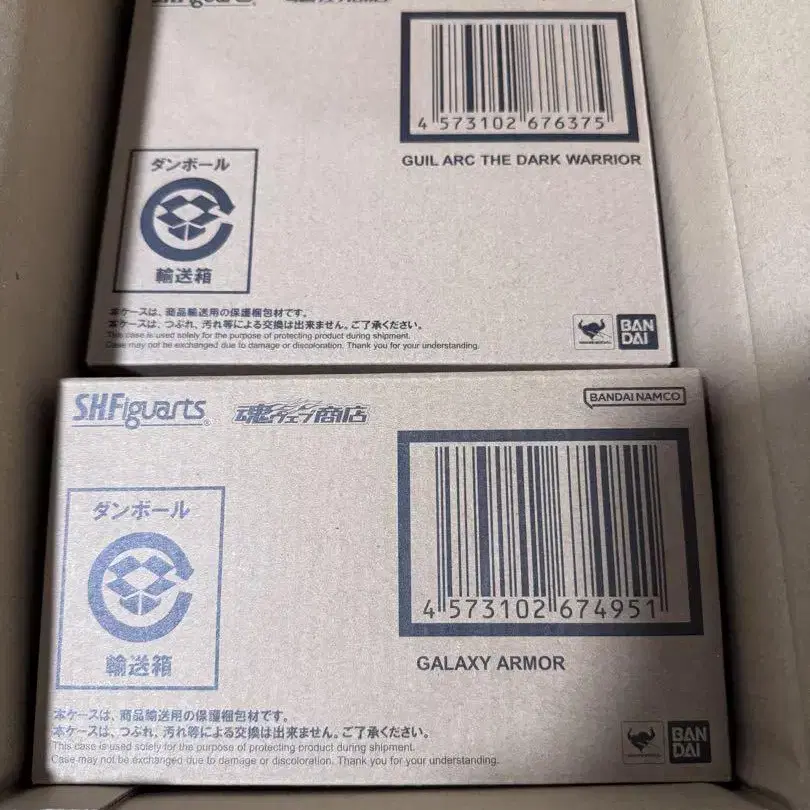 S.H.Figuarts
4 573102 676375
GUIL ARC THE DARK WARRIOR
ダンボール
輸送箱
本ケースは、商品輸送用の保護梱包材です。
本ケースは、つぶれ、汚れ等による交換は出来ません。ご了承ください。
This case is used solely for the purpose of protecting product during shipment.
Case may not be exchanged due to damage or discoloration. Thank you for your understanding.
BAN
DAI
S.H.Figuarts
魂ウェブ商店
BANDAI NAMCO
ダンボール
4 573102 674951
輸送箱
GALAXY ARMOR
本ケースは、商品輸送用の保護梱包材です。
本ケースは、つぶれ、汚れ等による交換は出来ません。ご了承ください。
This case is used solely for the purpose of protecting product during shipment.
Case may not be exchanged due to damage or discoloration. Thank you for your understanding.
BAN
DAI